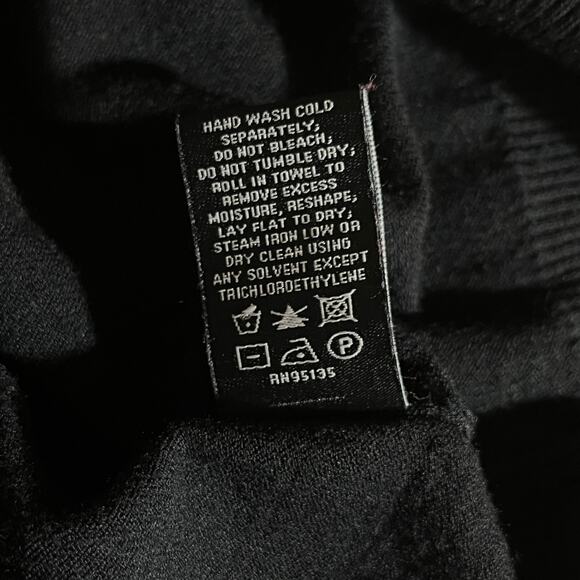 HAND WASH COLD
SEPARATELY;
DO NOT BLEACH;
DO NOT TUMBLE DRY;
ROLL IN TOWEL TO
REMOVE EXCESS
MOISTURE, RESHAPE;
LAY FLAT TO DRY;
STEAM IRON LOW OR
DRY CLEAN USING
ANY SOLVENT EXCEPT
TRICHLOROETHYLENE
P
RN95135